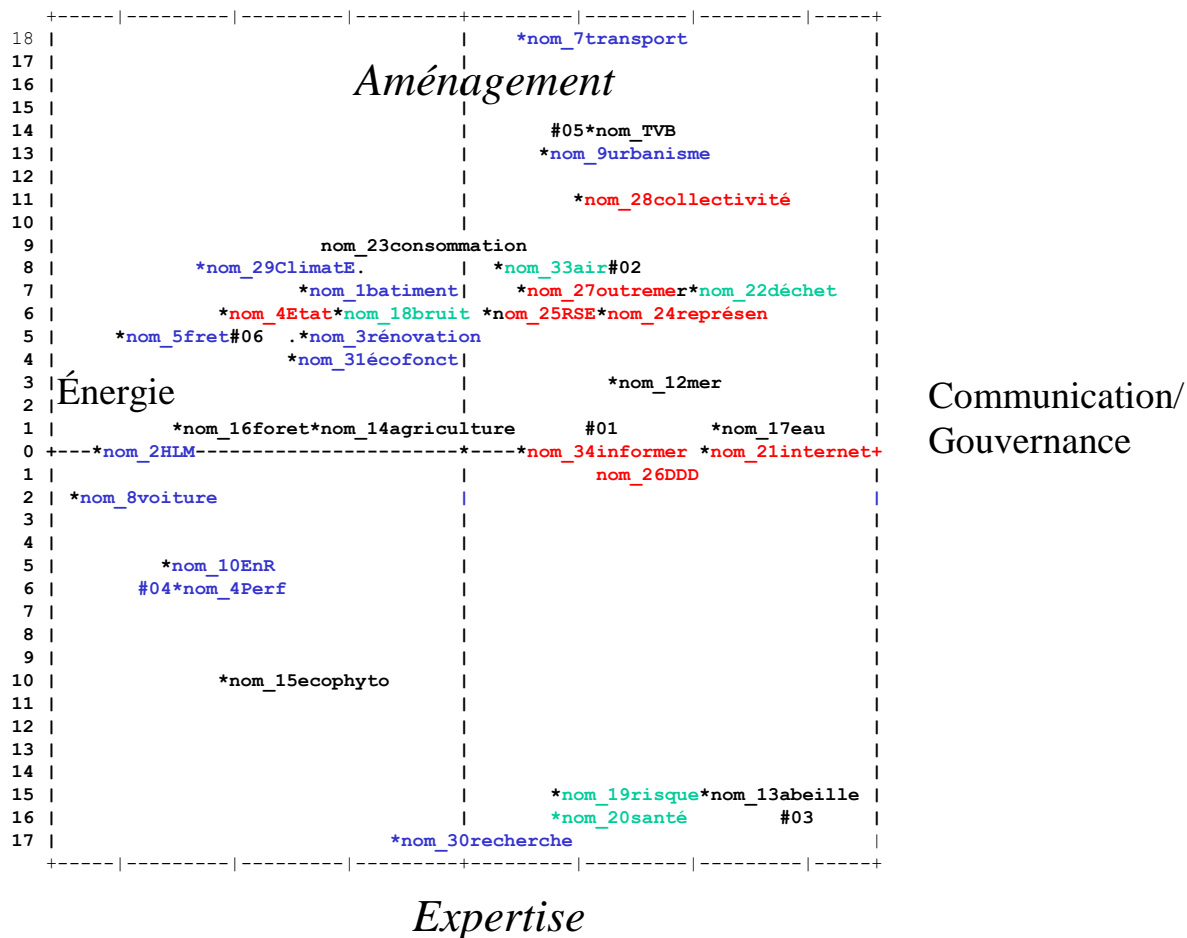 +-----|---------|---------|---------+---------|---------|---------|-----+
18 | | *nom_7transport |
17 | | |
16 | Aménagement |
15 | | |
14 | | #05*nom_TVB |
13 | | *nom_9urbanisme |
12 | | |
11 | | *nom_28collectivité |
10 | | |
9 | nom_23consommation |
8 | *nom_29ClimatE. | *nom_33air#02 |
7 | *nom_1batiment| *nom_27outremer*nom_22déchet |
6 | *nom_4Etat*nom_18bruit *nom_25RSE*nom_24représen |
5 | *nom_5fret#06 .*nom_3rénovation |
4 | *nom_31écofonct| |
3 |Énergie | *nom_12mer | Communication/
2 | | |
1 | *nom_16foret*nom_14agriculture #01 *nom_17eau | Gouvernance
0 +---*nom_2HLM-----------------------*----*nom_34informer *nom_21internet+
1 | | nom_26DDD |
2 | *nom_8voiture | |
3 | | |
4 | | |
5 | *nom_10EnR | |
6 | #04*nom_4Perf | |
7 | | |
8 | | |
9 | | |
10 | *nom_15ecophyto | |
11 | | |
12 | | |
13 | | |
14 | | |
15 | | *nom_19risque*nom_13abeille |
16 | | *nom_20santé #03 |
17 | *nom_30recherche |
+-----|---------|---------|---------+---------|---------|---------|-----+
Expertise